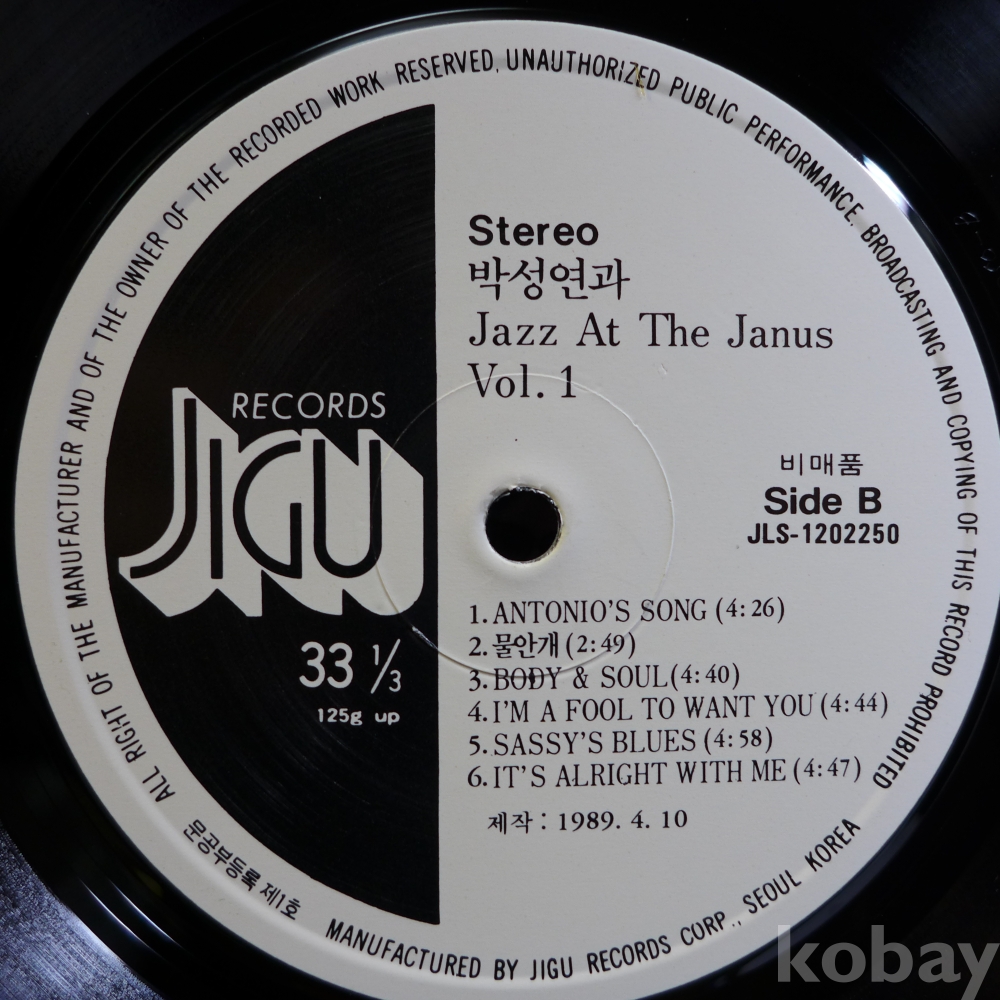 ALL RIGHT OF THE MANUFACTURER AND OF THE OWNER OF THE RECORDED WORK RESERVED, UNAUTHORIZED PUBLIC PERFORMANCE. BROADCASTING AND COPYING OF THIS RECORD PROHIBITED
Stereo
박성연과
Jazz At The Janus
Vol. 1
RECORDS
JIGU
33 1/3
125g up
비매품
Side B
JLS-1202250
1. ANTONIO'S SONG (4:26)
2. 물안개 (2:49)
3. BODY & SOUL (4:40)
4. I'M A FOOL TO WANT YOU (4:44)
5. SASSY'S BLUES (4:58)
6. IT'S ALRIGHT WITH ME (4:47)
제작: 1989. 4. 10
문공부등록 제1호
MANUFACTURED BY JIGU RECORDS CORP., SEOUL KOREA
kobay